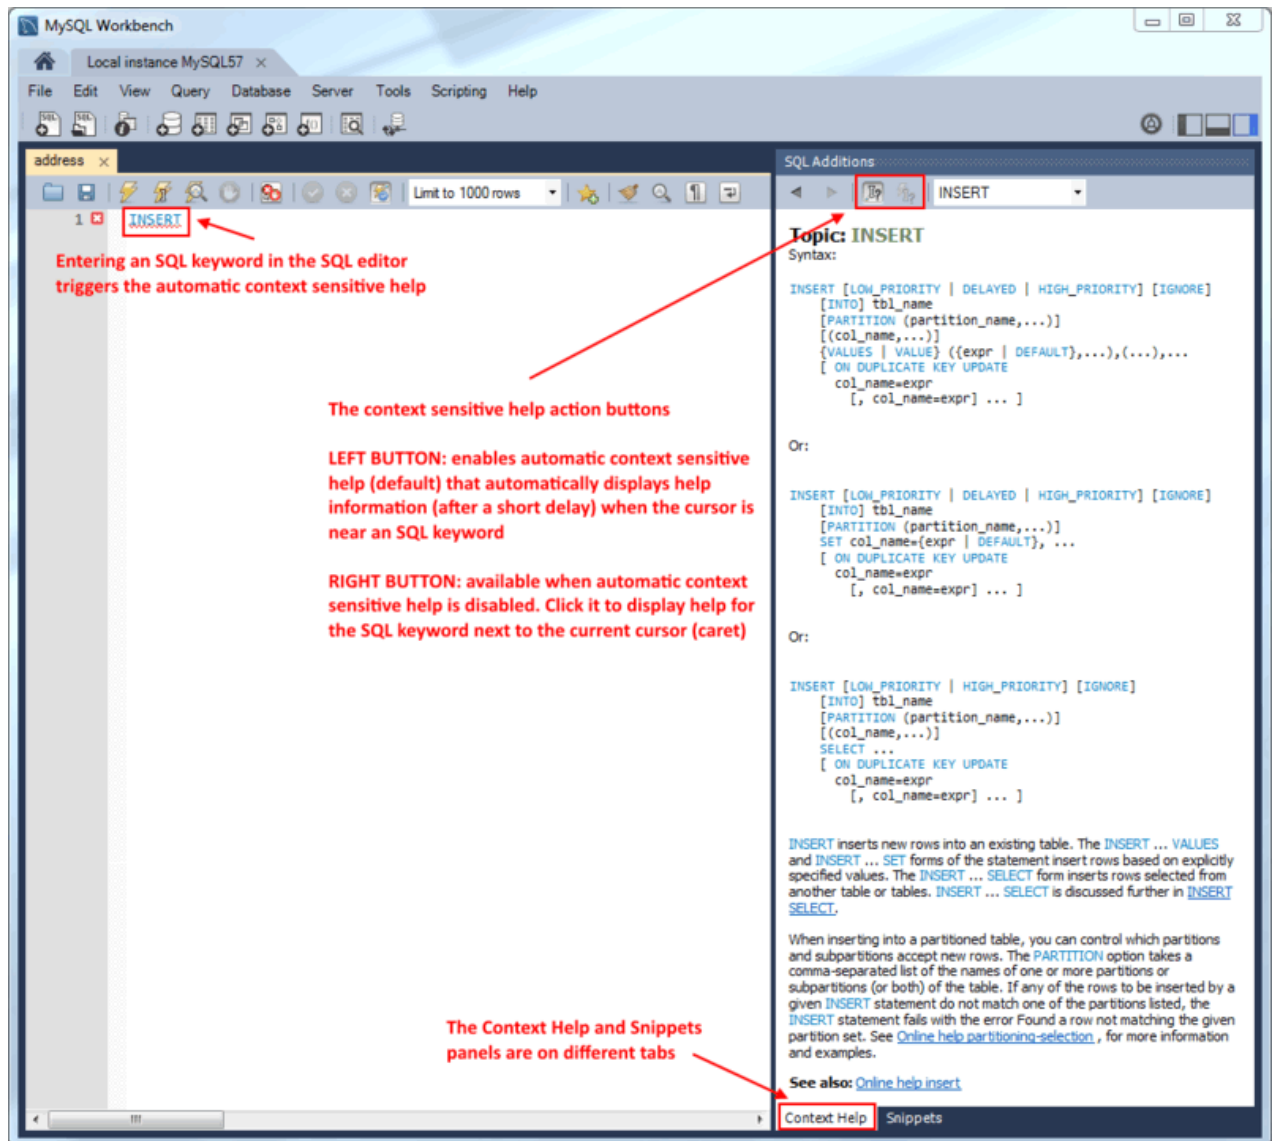 MySQL Workbench
Local instance MySQL57
File Edit View Query Database Server Tools Scripting Help
address
SQL Additions
Limit to 1000 rows
INSERT
1 INSERT
Entering an SQL keyword in the SQL editor
triggers the automatic context sensitive help
The context sensitive help action buttons
LEFT BUTTON: enables automatic context sensitive
help (default) that automatically displays help
information (after a short delay) when the cursor is
near an SQL keyword
RIGHT BUTTON: available when automatic context
sensitive help is disabled. Click it to display help for
the SQL keyword next to the current cursor (caret)
The Context Help and Snippets
panels are on different tabs
Topic: INSERT
Syntax:
INSERT [LOW_PRIORITY | DELAYED | HIGH_PRIORITY] [IGNORE]
[INTO] tbl_name
[PARTITION (partition_name,...)]
[(col_name,...)]
{VALUES | VALUE} ({expr | DEFAULT},...),(...),...
[ ON DUPLICATE KEY UPDATE
col_name=expr
[, col_name=expr] ... ]
Or:
INSERT [LOW_PRIORITY | DELAYED | HIGH_PRIORITY] [IGNORE]
[INTO] tbl_name
[PARTITION (partition_name,...)]
SET col_name={expr | DEFAULT}, ...
[ ON DUPLICATE KEY UPDATE
col_name=expr
[, col_name=expr] ... ]
Or:
INSERT [LOW_PRIORITY | HIGH_PRIORITY] [IGNORE]
[INTO] tbl_name
[PARTITION (partition_name,...)]
[(col_name,...)]
SELECT ...
[ ON DUPLICATE KEY UPDATE
col_name=expr
[, col_name=expr] ... ]
INSERT inserts new rows into an existing table. The INSERT ... VALUES
and INSERT ... SET forms of the statement insert rows based on explicitly
specified values. The INSERT ... SELECT form inserts rows selected from
another table or tables. INSERT ... SELECT is discussed further in INSERT
SELECT.
When inserting into a partitioned table, you can control which partitions
and subpartitions accept new rows. The PARTITION option takes a
comma-separated list of the names of one or more partitions or
subpartitions (or both) of the table. If any of the rows to be inserted by a
given INSERT statement do not match one of the partitions listed, the
INSERT statement fails with the error Found a row not matching the given
partition set. See Online help partitioning-selection , for more information
and examples.
See also: Online help insert
Context Help Snippets